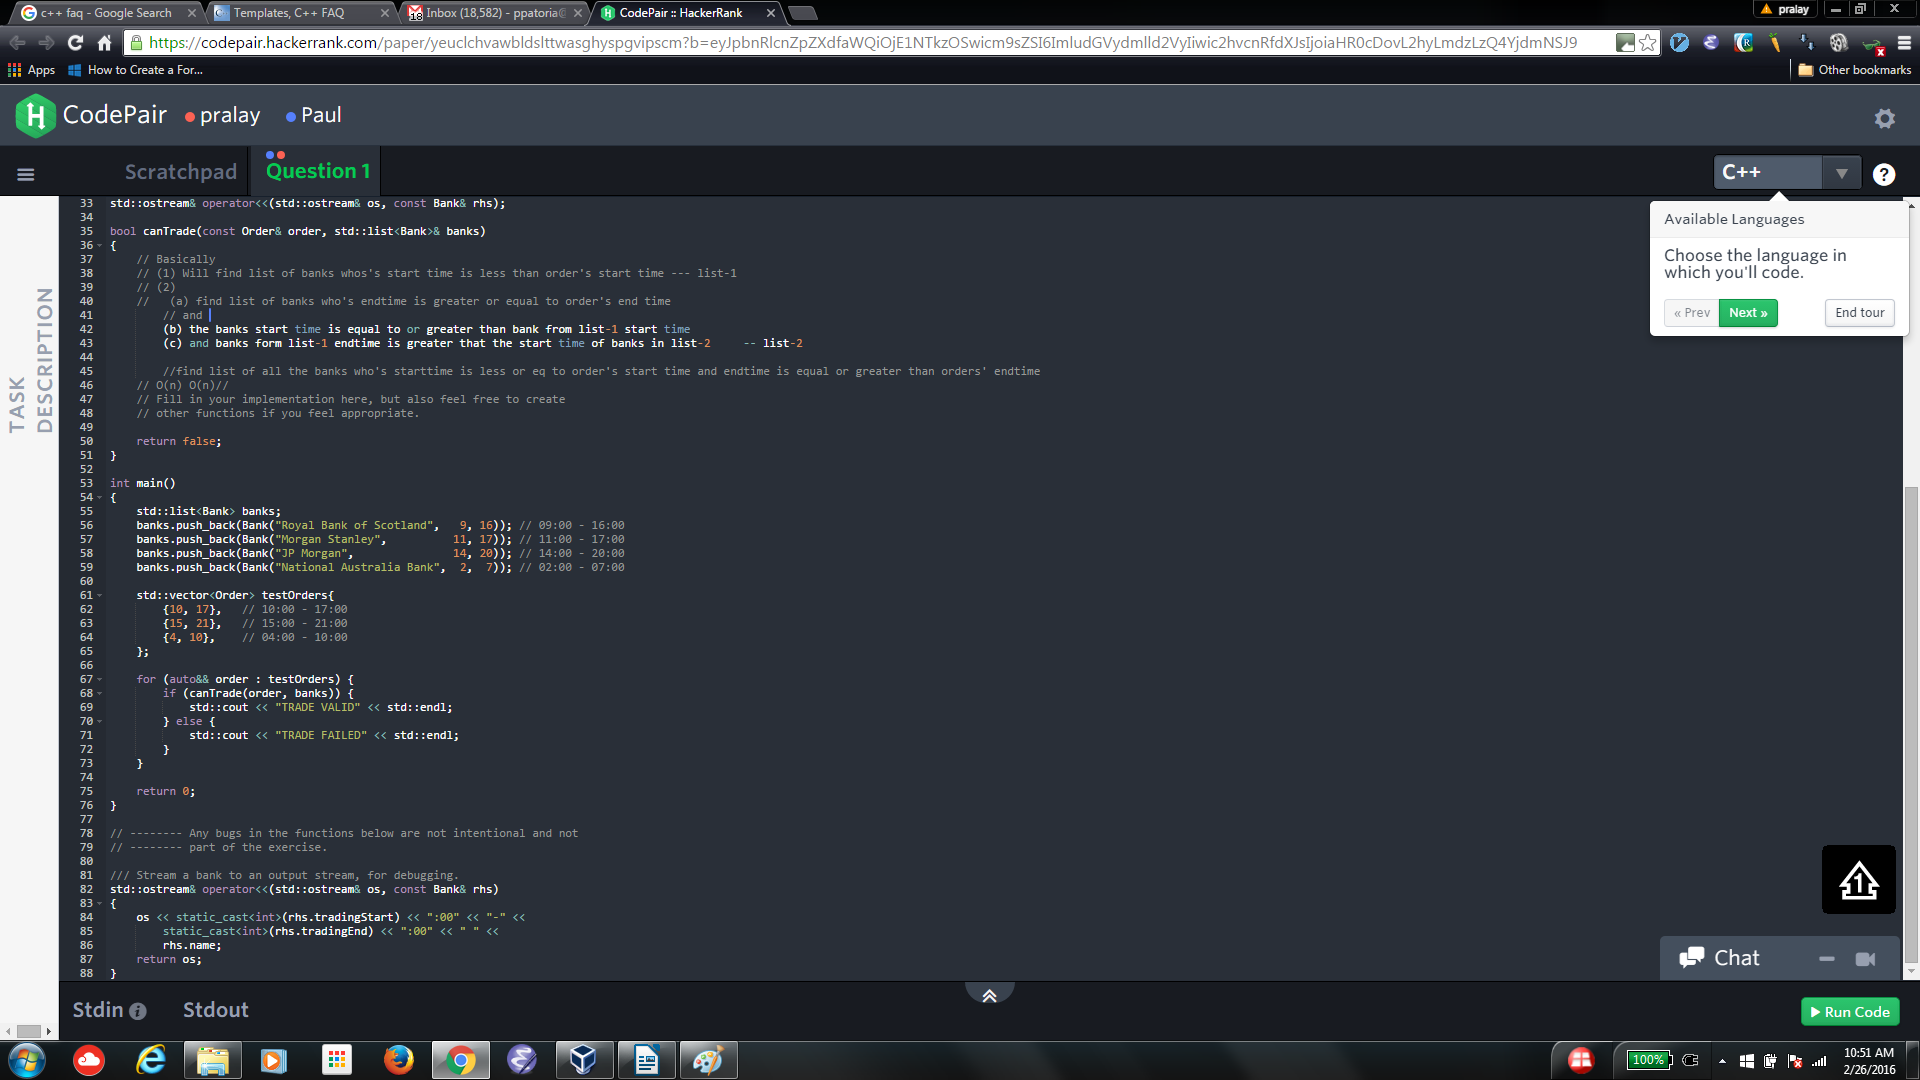 c++ faq - Google Search
Templates, C++ FAQ
Inbox (18,582) - ppatoria@
CodePair :: HackerRank
pralay
https://codepair.hackerrank.com/paper/yeuclchvawbldslttwasghyspgvipscm?b=eyJpbnRlcnZpZXdfaWQiOjE1NTkzOSwicm9sZSI6ImludGVydmlld2VyIiwic2hvcnRfdXJsIjoiaHR0cDovL2hyLmdzLzQ4YjdmNSJ9
Apps
How to Create a For...
Other bookmarks
CodePair
pralay
Paul
Scratchpad
Question 1
C++
?
Available Languages
Choose the language in
which you'll code.
« Prev
Next »
End tour
TASK
DESCRIPTION
33 std::ostream& operator<<(std::ostream& os, const Bank& rhs);
34
35 bool canTrade(const Order& order, std::list<Bank>& banks)
36 {
37 // Basically
38 // (1) Will find list of banks whos's start time is less than order's start time --- list-1
39 // (2)
40 // (a) find list of banks who's endtime is greater or equal to order's end time
41 // and
42 (b) the banks start time is equal to or greater than bank from list-1 start time
43 (c) and banks form list-1 endtime is greater that the start time of banks in list-2 -- list-2
44
45 //find list of all the banks who's starttime is less or eq to order's start time and endtime is equal or greater than orders' endtime
46 // O(n) O(n)//
47 // Fill in your implementation here, but also feel free to create
48 // other functions if you feel appropriate.
49
50 return false;
51 }
52
53 int main()
54 {
55 std::list<Bank> banks;
56 banks.push_back(Bank("Royal Bank of Scotland", 9, 16)); // 09:00 - 16:00
57 banks.push_back(Bank("Morgan Stanley", 11, 17)); // 11:00 - 17:00
58 banks.push_back(Bank("JP Morgan", 14, 20)); // 14:00 - 20:00
59 banks.push_back(Bank("National Australia Bank", 2, 7)); // 02:00 - 07:00
60
61 std::vector<Order> testOrders{
62 {10, 17}, // 10:00 - 17:00
63 {15, 21}, // 15:00 - 21:00
64 {4, 10}, // 04:00 - 10:00
65 };
66
67 for (auto&& order : testOrders) {
68 if (canTrade(order, banks)) {
69 std::cout << "TRADE VALID" << std::endl;
70 } else {
71 std::cout << "TRADE FAILED" << std::endl;
72 }
73 }
74
75 return 0;
76 }
77
78 // -------- Any bugs in the functions below are not intentional and not
79 // -------- part of the exercise.
80
81 /// Stream a bank to an output stream, for debugging.
82 std::ostream& operator<<(std::ostream& os, const Bank& rhs)
83 {
84 os << static_cast<int>(rhs.tradingStart) << ":00" << "-" <<
85 static_cast<int>(rhs.tradingEnd) << ":00" << " " <<
86 rhs.name;
87 return os;
88 }
1
Chat
Stdin i
Stdout
Run Code
100%
10:51 AM
2/26/2016